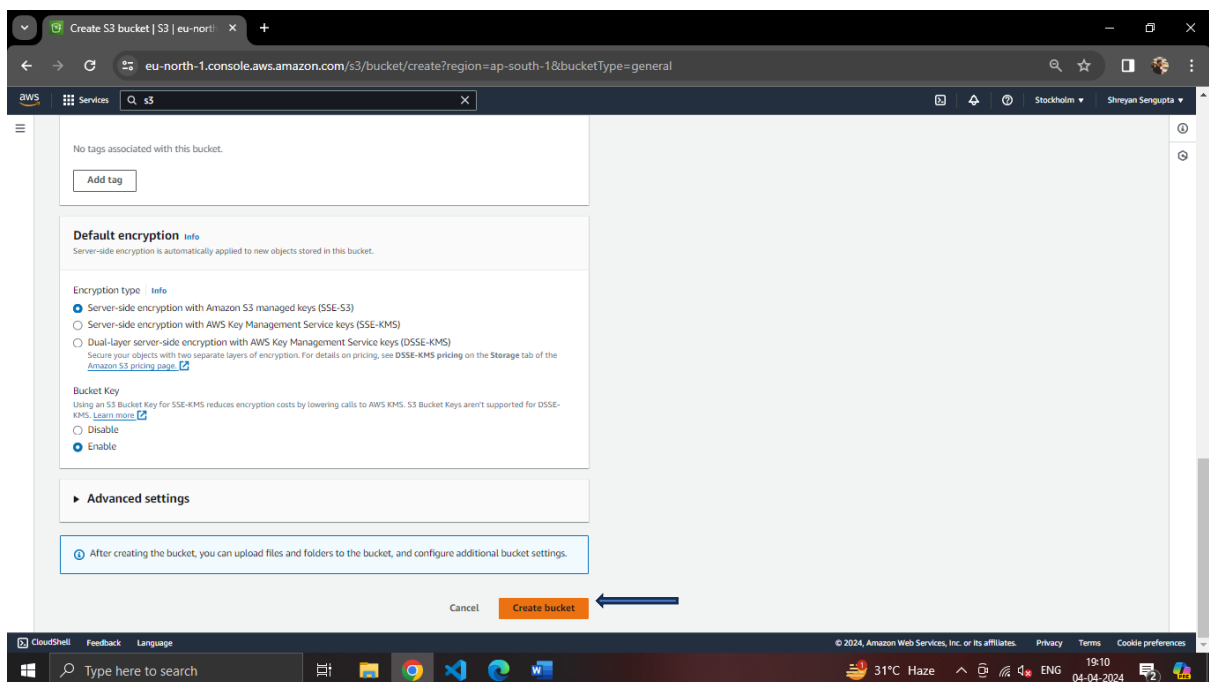 Create S3 bucket | S3 | eu-north
eu-north-1.console.aws.amazon.com/s3/bucket/create?region=ap-south-1&bucketType=general
aws
Services
s3
Stockholm
Shreyan Sengupta
No tags associated with this bucket.
Add tag
Default encryption Info
Server-side encryption is automatically applied to new objects stored in this bucket.
Encryption type Info
Server-side encryption with Amazon S3 managed keys (SSE-S3)
Server-side encryption with AWS Key Management Service keys (SSE-KMS)
Dual-layer server-side encryption with AWS Key Management Service keys (DSSE-KMS)
Secure your objects with two separate layers of encryption. For details on pricing, see DSSE-KMS pricing on the Storage tab of the
Amazon S3 pricing page.
Bucket Key
Using an S3 Bucket Key for SSE-KMS reduces encryption costs by lowering calls to AWS KMS. S3 Bucket Keys aren't supported for DSSE-
KMS. Learn more
Disable
Enable
Advanced settings
After creating the bucket, you can upload files and folders to the bucket, and configure additional bucket settings.
Cancel
Create bucket
CloudShell
Feedback
Language
© 2024, Amazon Web Services, Inc. or its affiliates.
Privacy
Terms
Cookie preferences
Type here to search
31°C Haze
ENG
19:10
04-04-2024
2
PRE